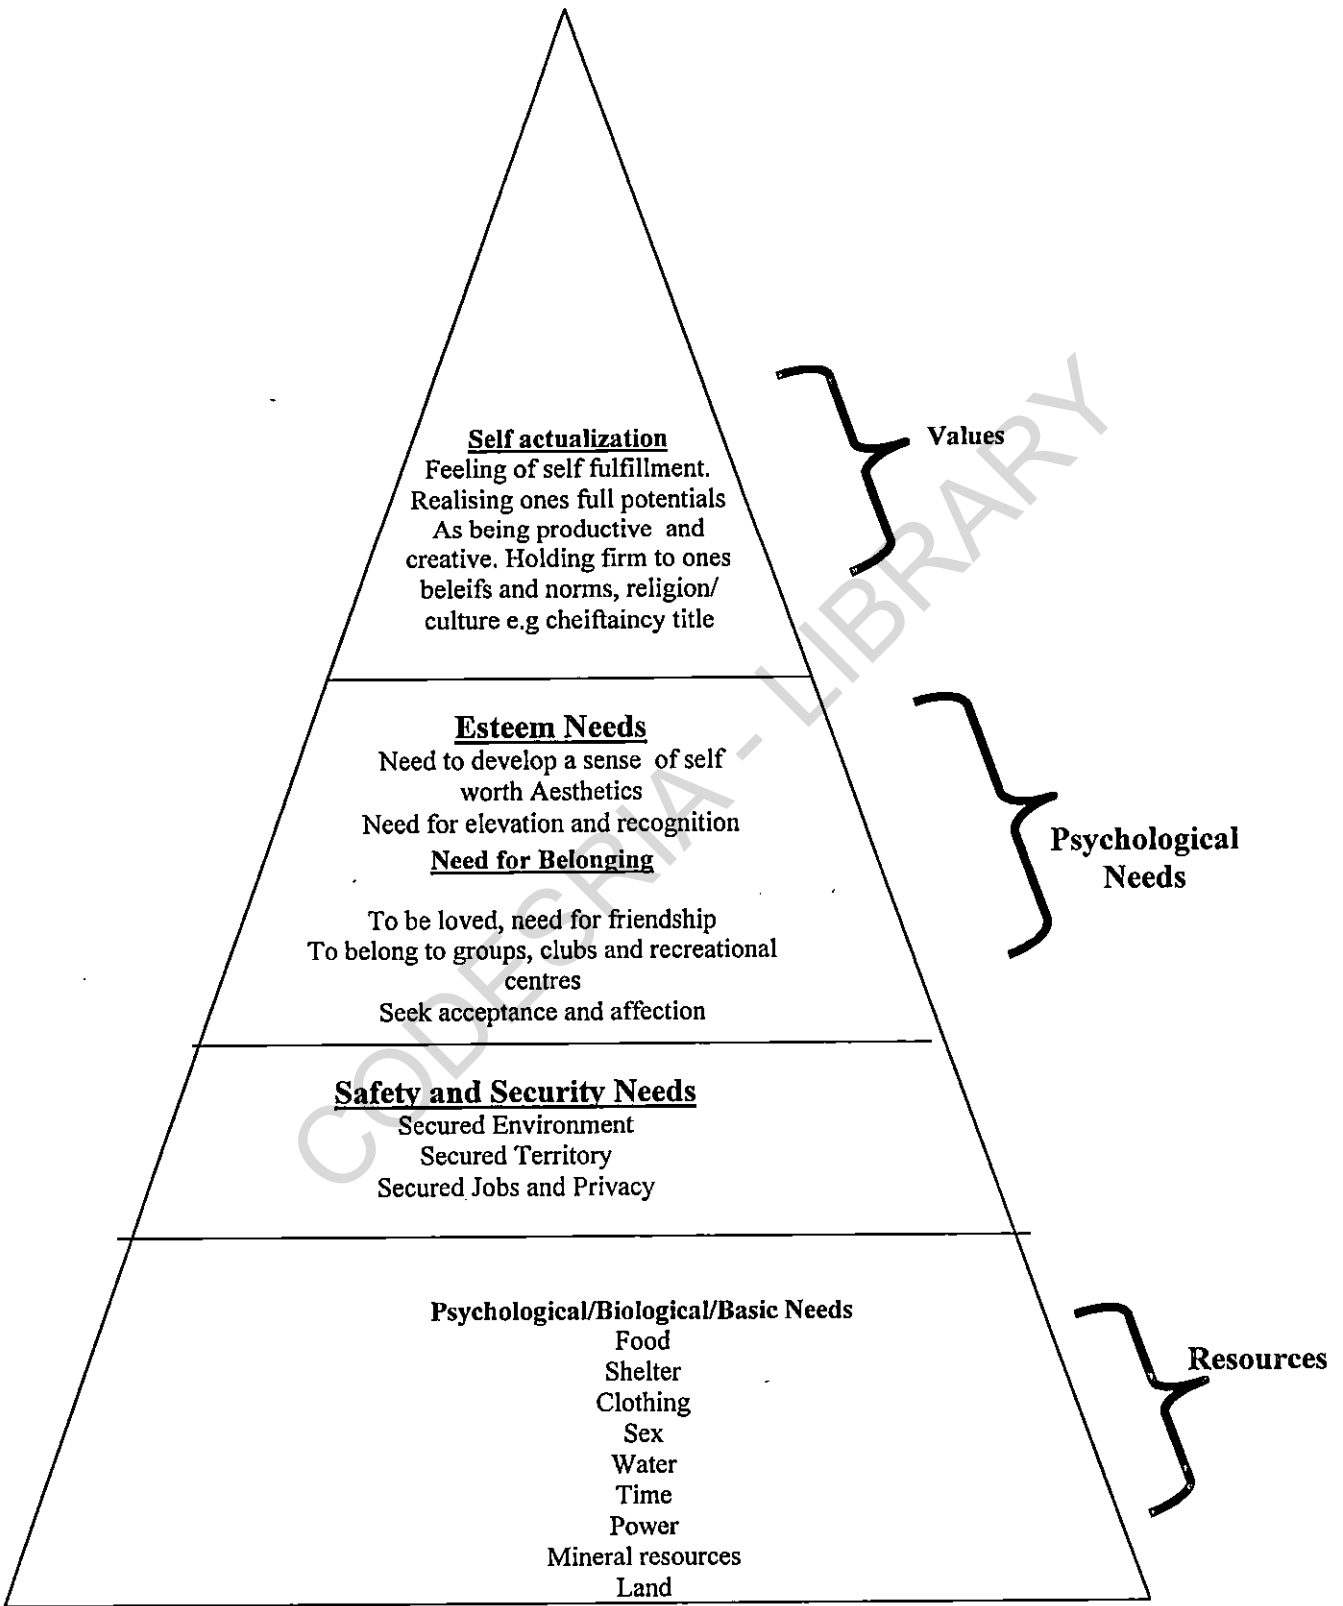 Self actualization
Feeling of self fulfillment.
Realising ones full potentials
As being productive and
creative. Holding firm to ones
beleifs and norms, religion/
culture e.g cheiftaincy title
Values
Esteem Needs
Need to develop a sense of self
worth Aesthetics
Need for elevation and recognition
Need for Belonging
To be loved, need for friendship
To belong to groups, clubs and recreational
centres
Seek acceptance and affection
Psychological
Needs
Safety and Security Needs
Secured Environment
Secured Territory
Secured Jobs and Privacy
Psychological/Biological/Basic Needs
Food
Shelter
Clothing
Sex
Water
Time
Power
Mineral resources
Land
Resources
CODESRIA - LIBRARY